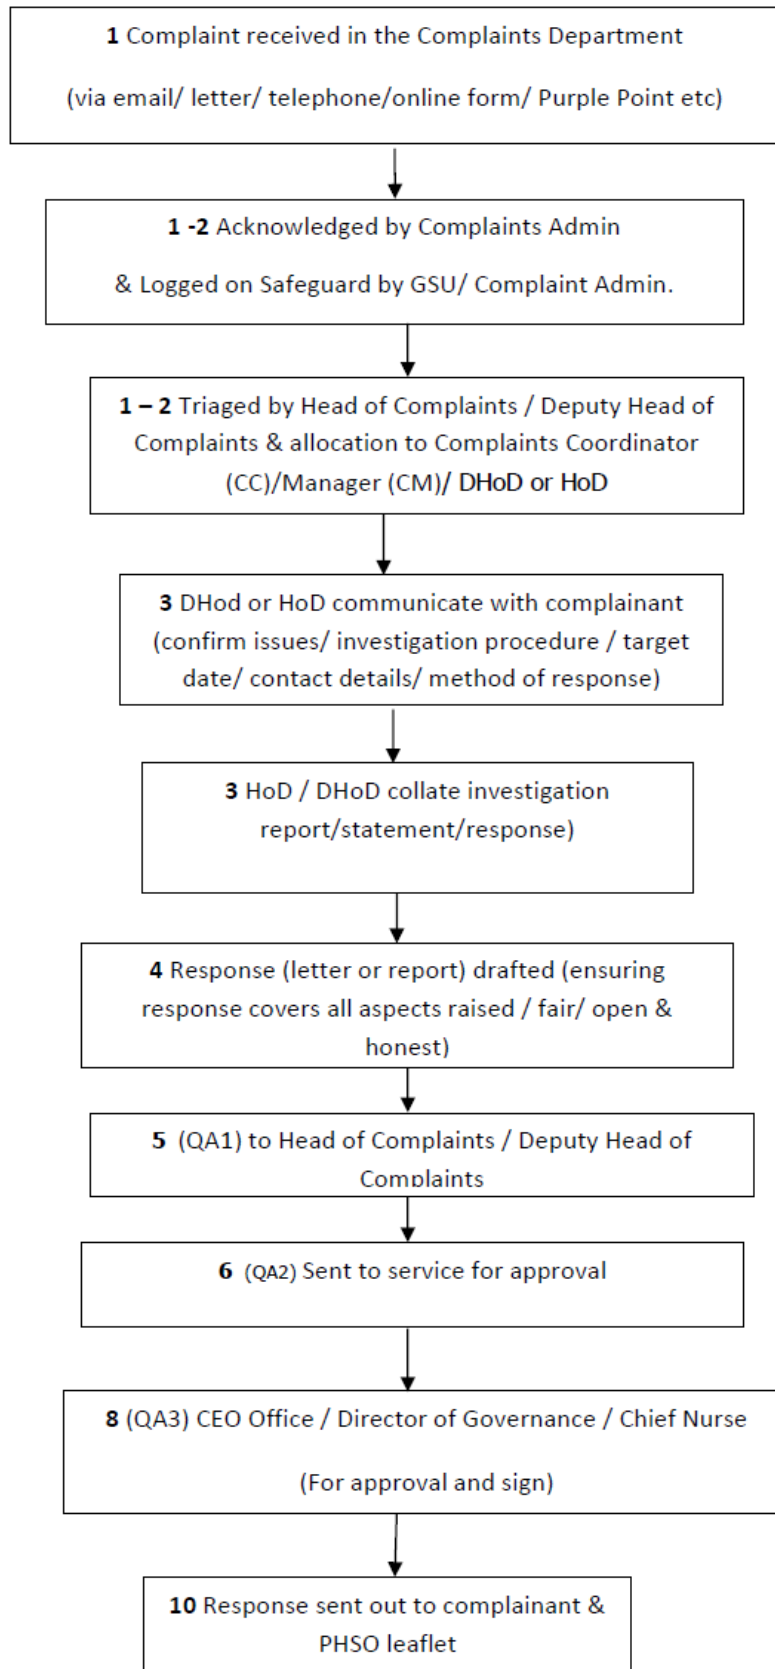 1 Complaint received in the Complaints Department
(via email/ letter/ telephone/online form/ Purple Point etc)
1 -2 Acknowledged by Complaints Admin
& Logged on Safeguard by GSU/ Complaint Admin.
1 – 2 Triaged by Head of Complaints / Deputy Head of
Complaints & allocation to Complaints Coordinator
(CC)/Manager (CM)/ DHoD or HoD
3 DHod or HoD communicate with complainant
(confirm issues/ investigation procedure / target
date/ contact details/ method of response)
3 HoD / DHoD collate investigation
report/statement/response)
4 Response (letter or report) drafted (ensuring
response covers all aspects raised / fair/ open &
honest)
5 (QA1) to Head of Complaints / Deputy Head of
Complaints
6 (QA2) Sent to service for approval
8 (QA3) CEO Office / Director of Governance / Chief Nurse
(For approval and sign)
10 Response sent out to complainant &
PHSO leaflet